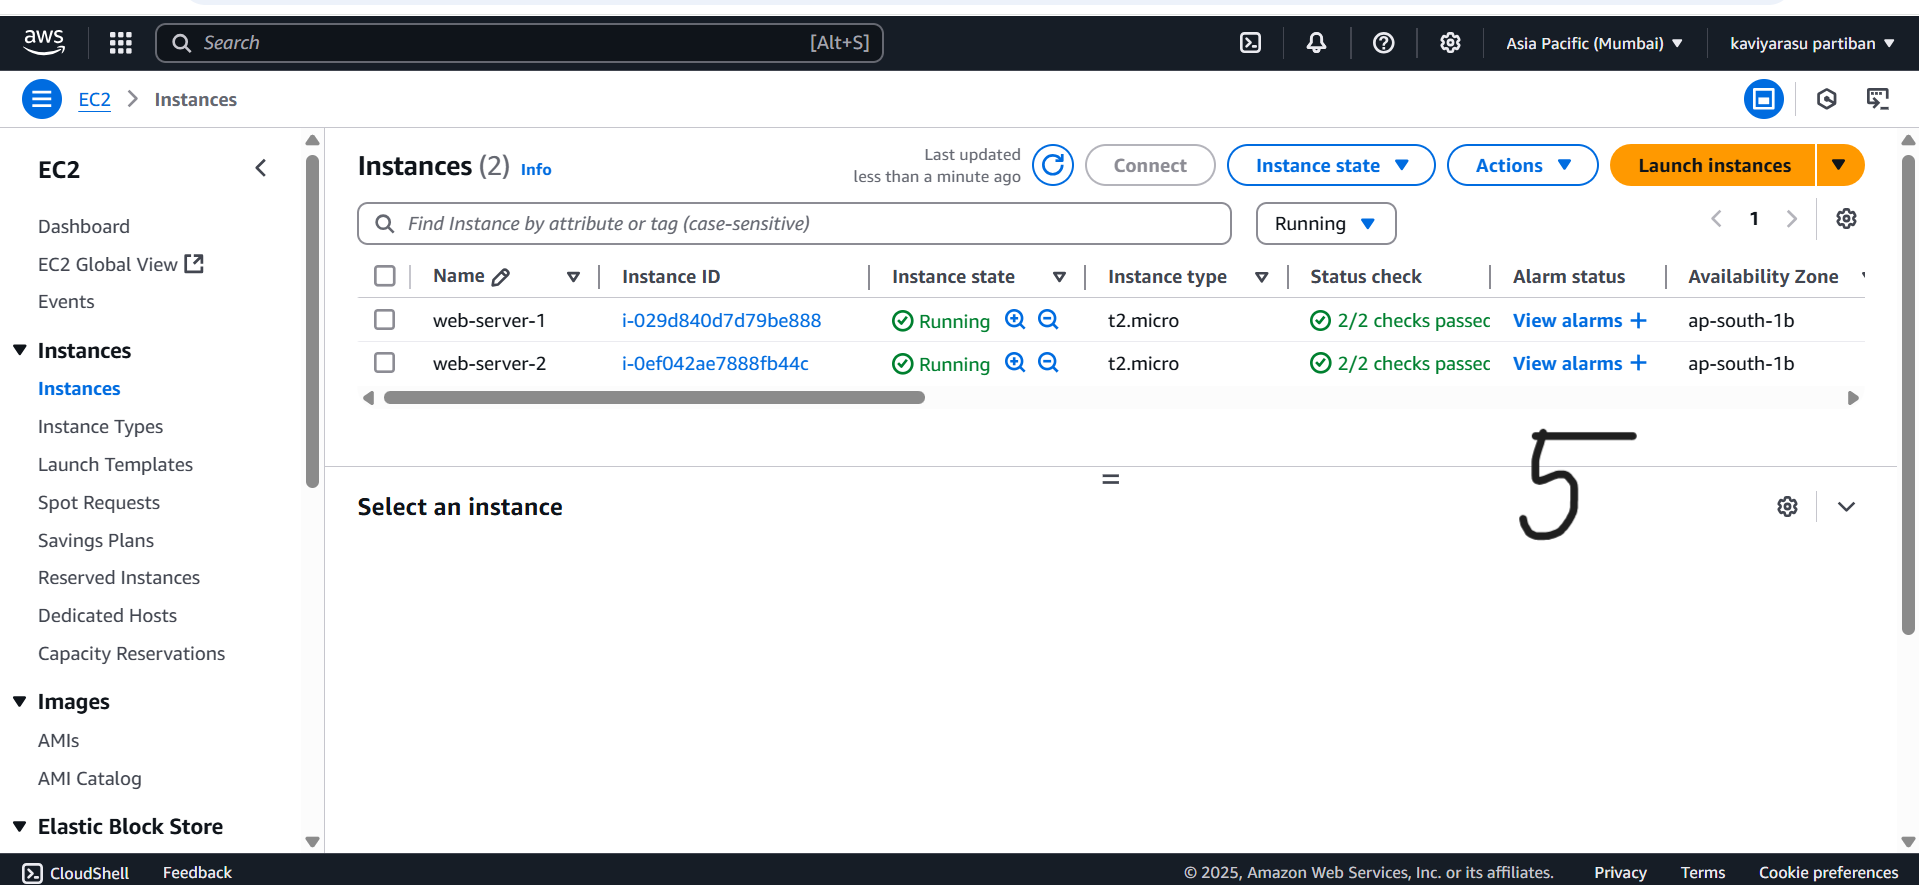 aws
Search [Alt+S]
Asia Pacific (Mumbai)
kaviyarasu partiban
EC2
Instances
EC2
Dashboard
EC2 Global View
Events
Instances
Instances
Instance Types
Launch Templates
Spot Requests
Savings Plans
Reserved Instances
Dedicated Hosts
Capacity Reservations
Images
AMIs
AMI Catalog
Elastic Block Store
Instances (2) Info
Last updated
less than a minute ago
Connect
Instance state
Actions
Launch instances
Find Instance by attribute or tag (case-sensitive)
Running
1
Name Instance ID Instance state Instance type Status check Alarm status Availability Zone
web-server-1 i-029d840d7d79be888 Running t2.micro 2/2 checks passec View alarms + ap-south-1b
web-server-2 i-0ef042ae7888fb44c Running t2.micro 2/2 checks passec View alarms + ap-south-1b
5
Select an instance
CloudShell Feedback © 2025, Amazon Web Services, Inc. or its affiliates. Privacy Terms Cookie preferences